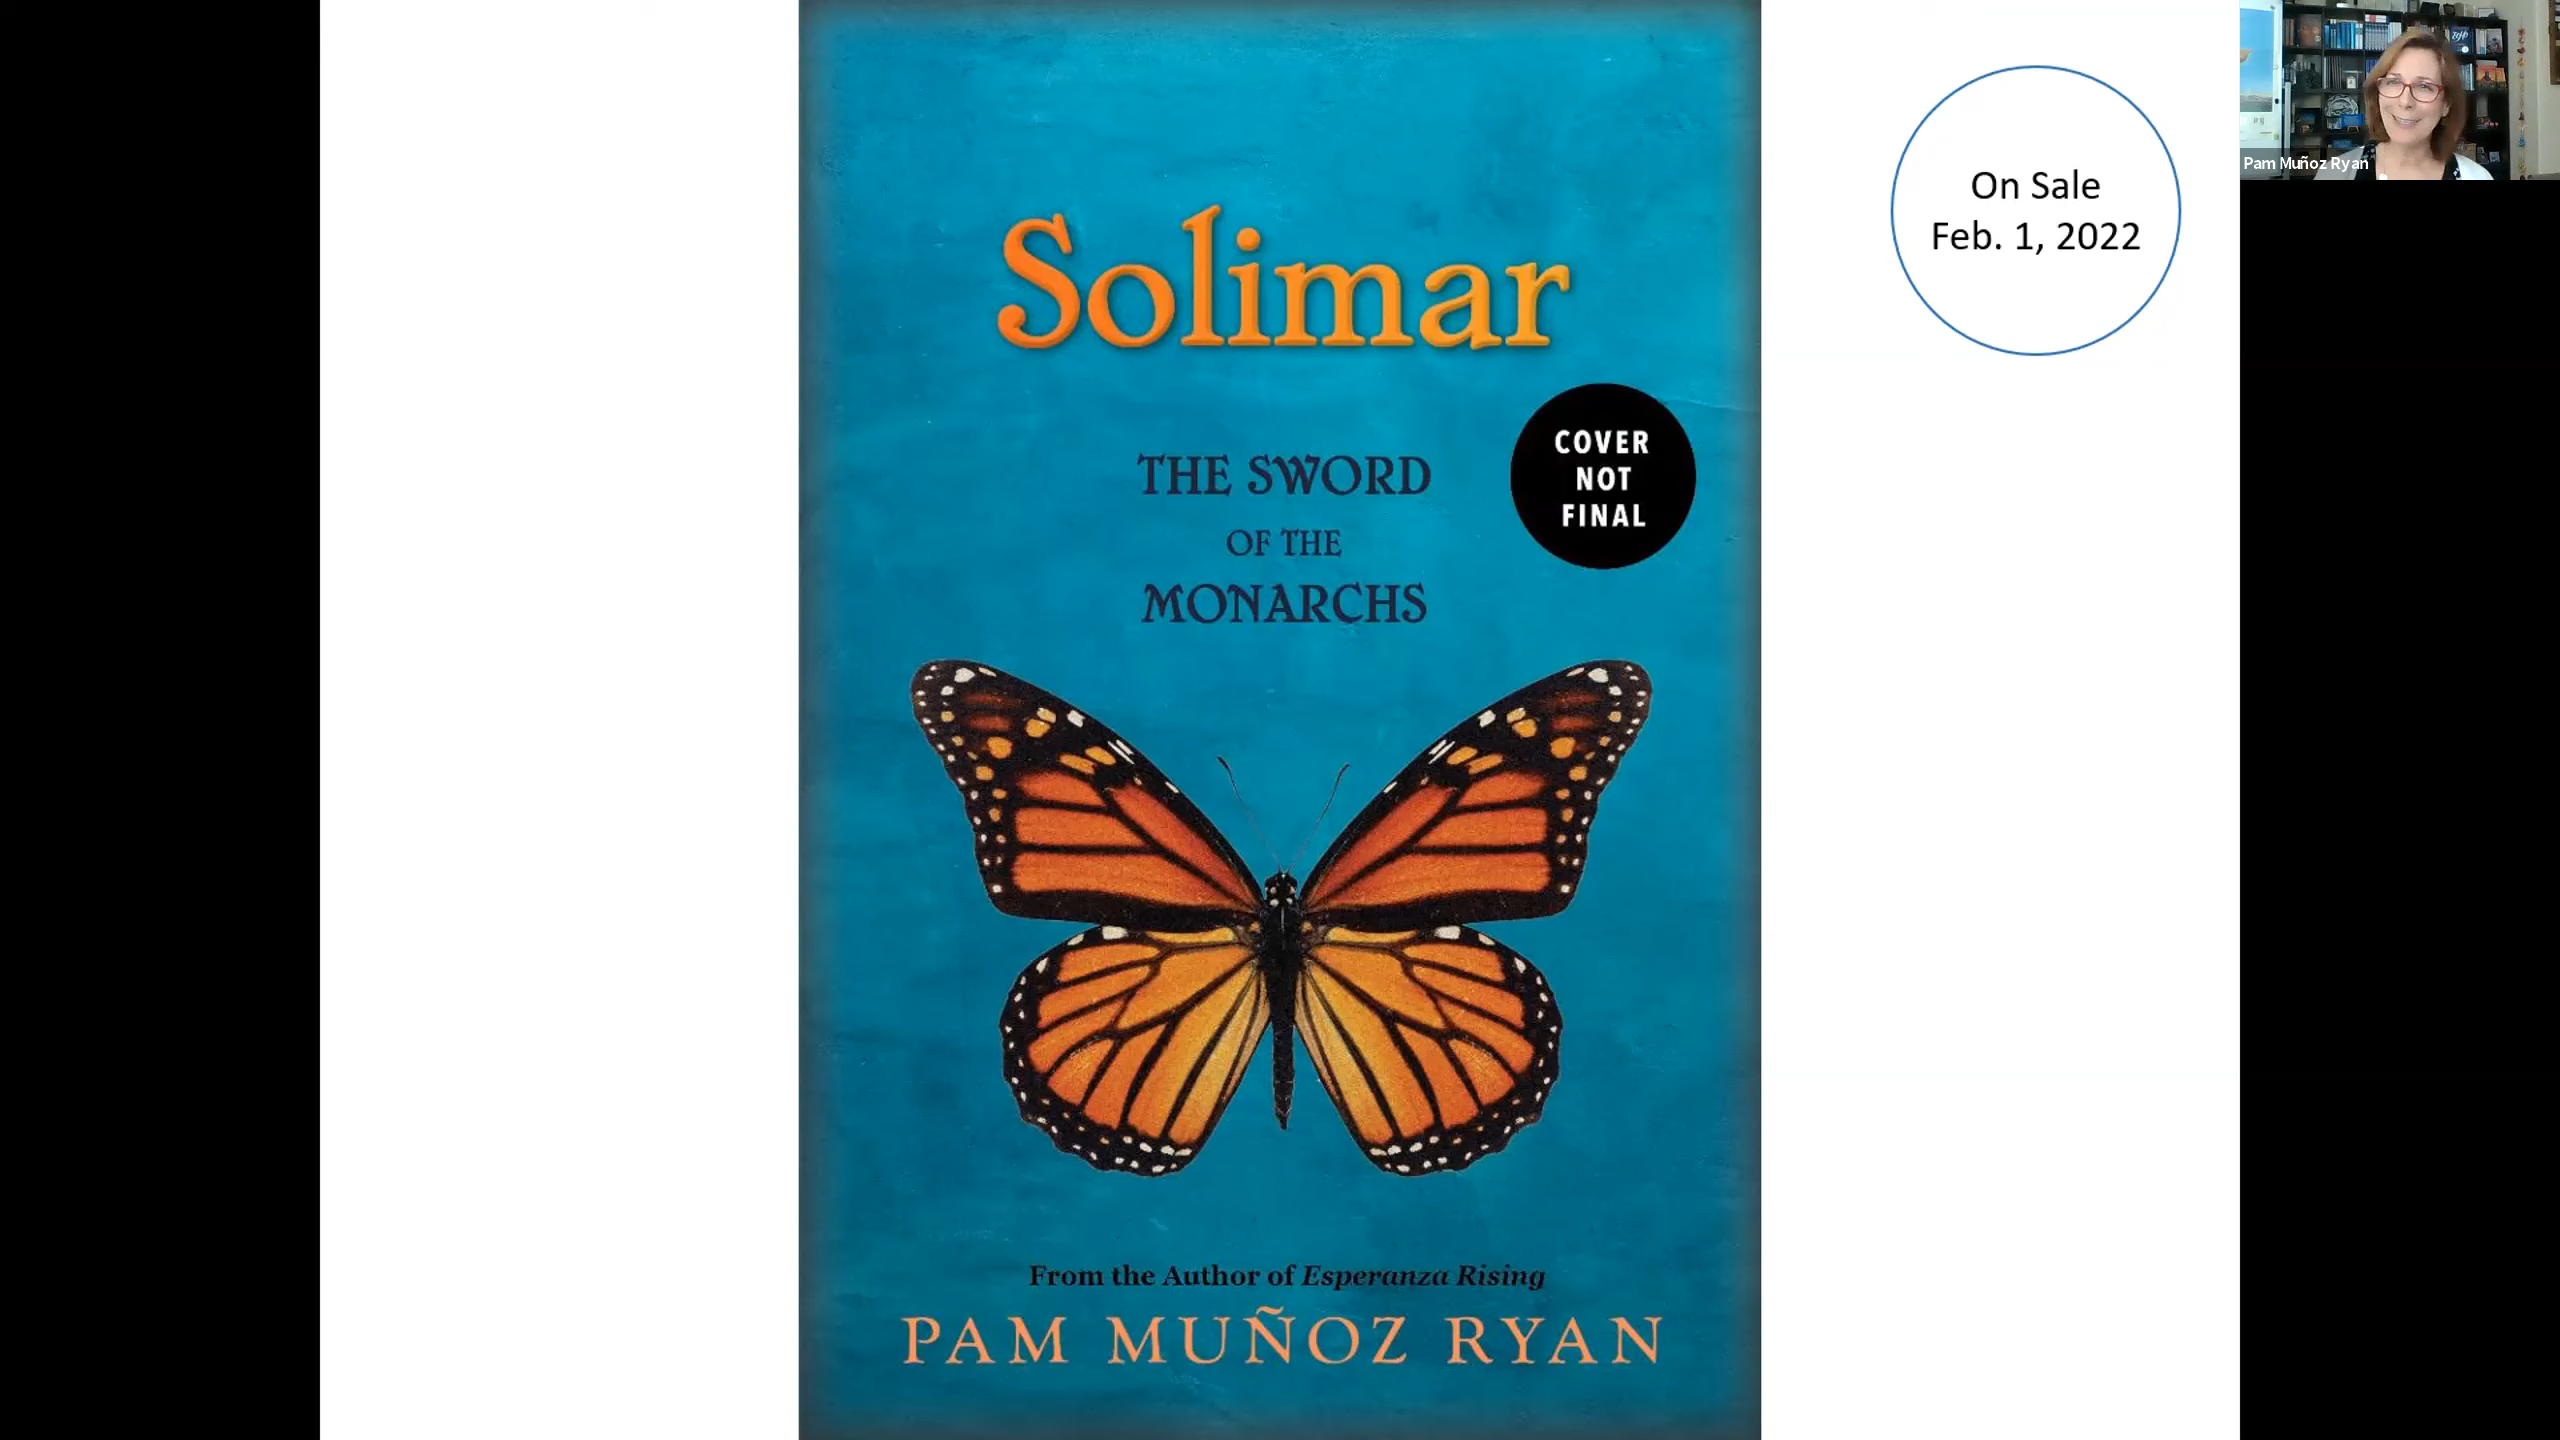 Solimar
THE SWORD
OF THE
MONARCHS
COVER
NOT
FINAL
From the Author of Esperanza Rising
PAM MUÑOZ RYAN
On Sale
Feb. 1, 2022
Pam Muñoz Ryan